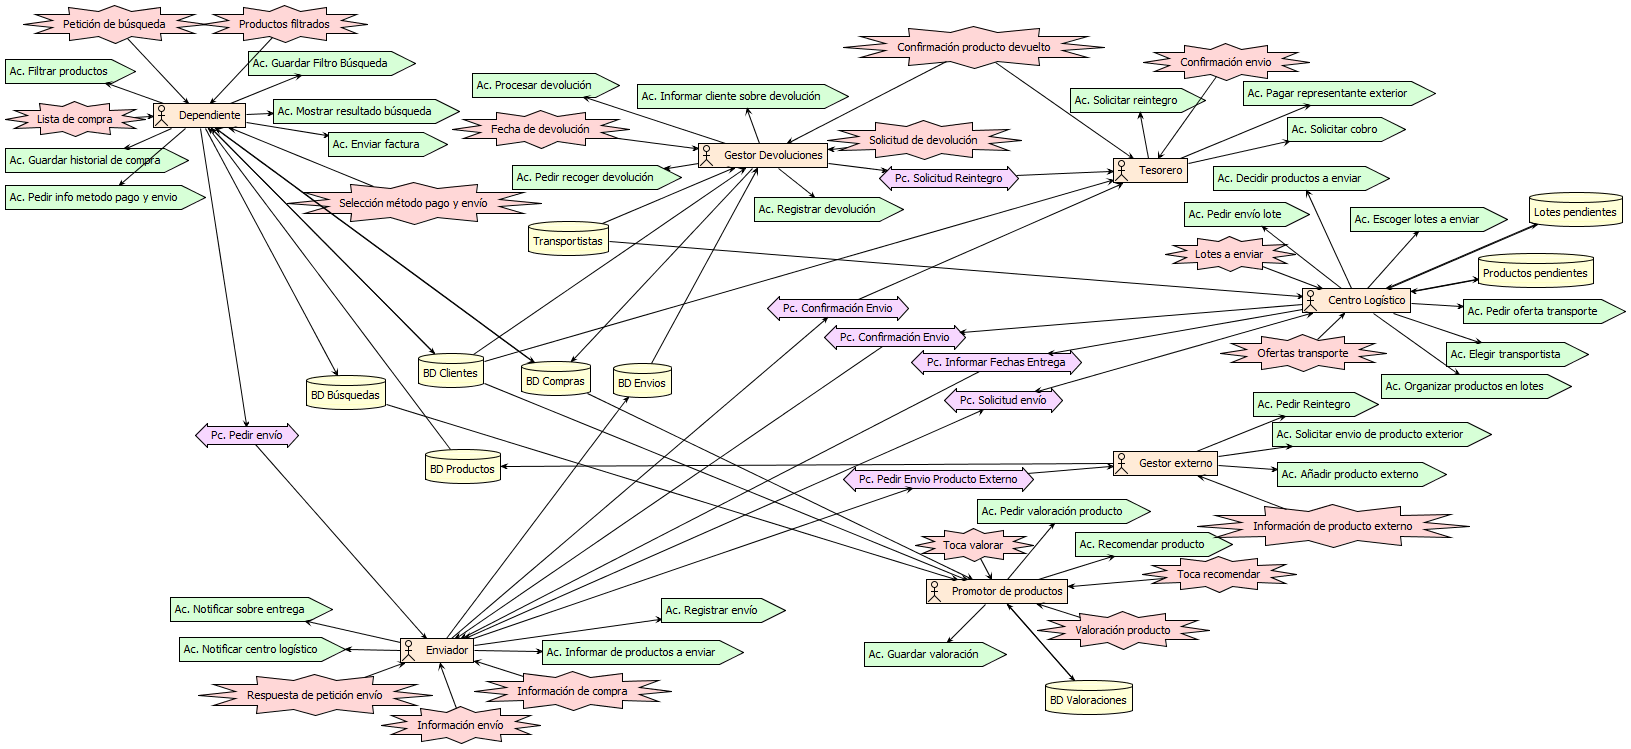 Petición de búsqueda
Productos filtrados
Confirmación producto devuelto
Confirmación envio
Ac. Filtrar productos
Ac. Guardar Filtro Búsqueda
Ac. Procesar devolución
Ac. Informar cliente sobre devolución
Ac. Solicitar reintegro
Ac. Pagar representante exterior
Lista de compra
Dependiente
Ac. Mostrar resultado búsqueda
Fecha de devolución
Solicitud de devolución
Ac. Solicitar cobro
Ac. Enviar factura
Ac. Guardar historial de compra
Gestor Devoluciones
Tesorero
Ac. Pedir info metodo pago y envio
Selección método pago y envío
Ac. Pedir recoger devolución
Pc. Solicitud Reintegro
Ac. Decidir productos a enviar
Ac. Registrar devolución
Ac. Pedir envío lote
Ac. Escoger lotes a enviar
Lotes pendientes
Transportistas
Lotes a enviar
Productos pendientes
Centro Logístico
Pc. Confirmación Envio
Ac. Pedir oferta transporte
Pc. Confirmación Envio
Pc. Informar Fechas Entrega
Ofertas transporte
Ac. Elegir transportista
BD Búsquedas
BD Clientes
BD Compras
BD Envios
Ac. Organizar productos en lotes
Pc. Solicitud envío
Ac. Pedir Reintegro
Pc. Pedir envío
Ac. Solicitar envio de producto exterior
BD Productos
Gestor externo
Pc. Pedir Envio Producto Externo
Ac. Añadir producto externo
Ac. Pedir valoración producto
Información de producto externo
Toca valorar
Ac. Recomendar producto
Toca recomendar
Promotor de productos
Ac. Notificar sobre entrega
Ac. Registrar envío
Valoración producto
Ac. Notificar centro logístico
Enviador
Ac. Informar de productos a enviar
Ac. Guardar valoración
Respuesta de petición envío
Información de compra
Información envío
BD Valoraciones